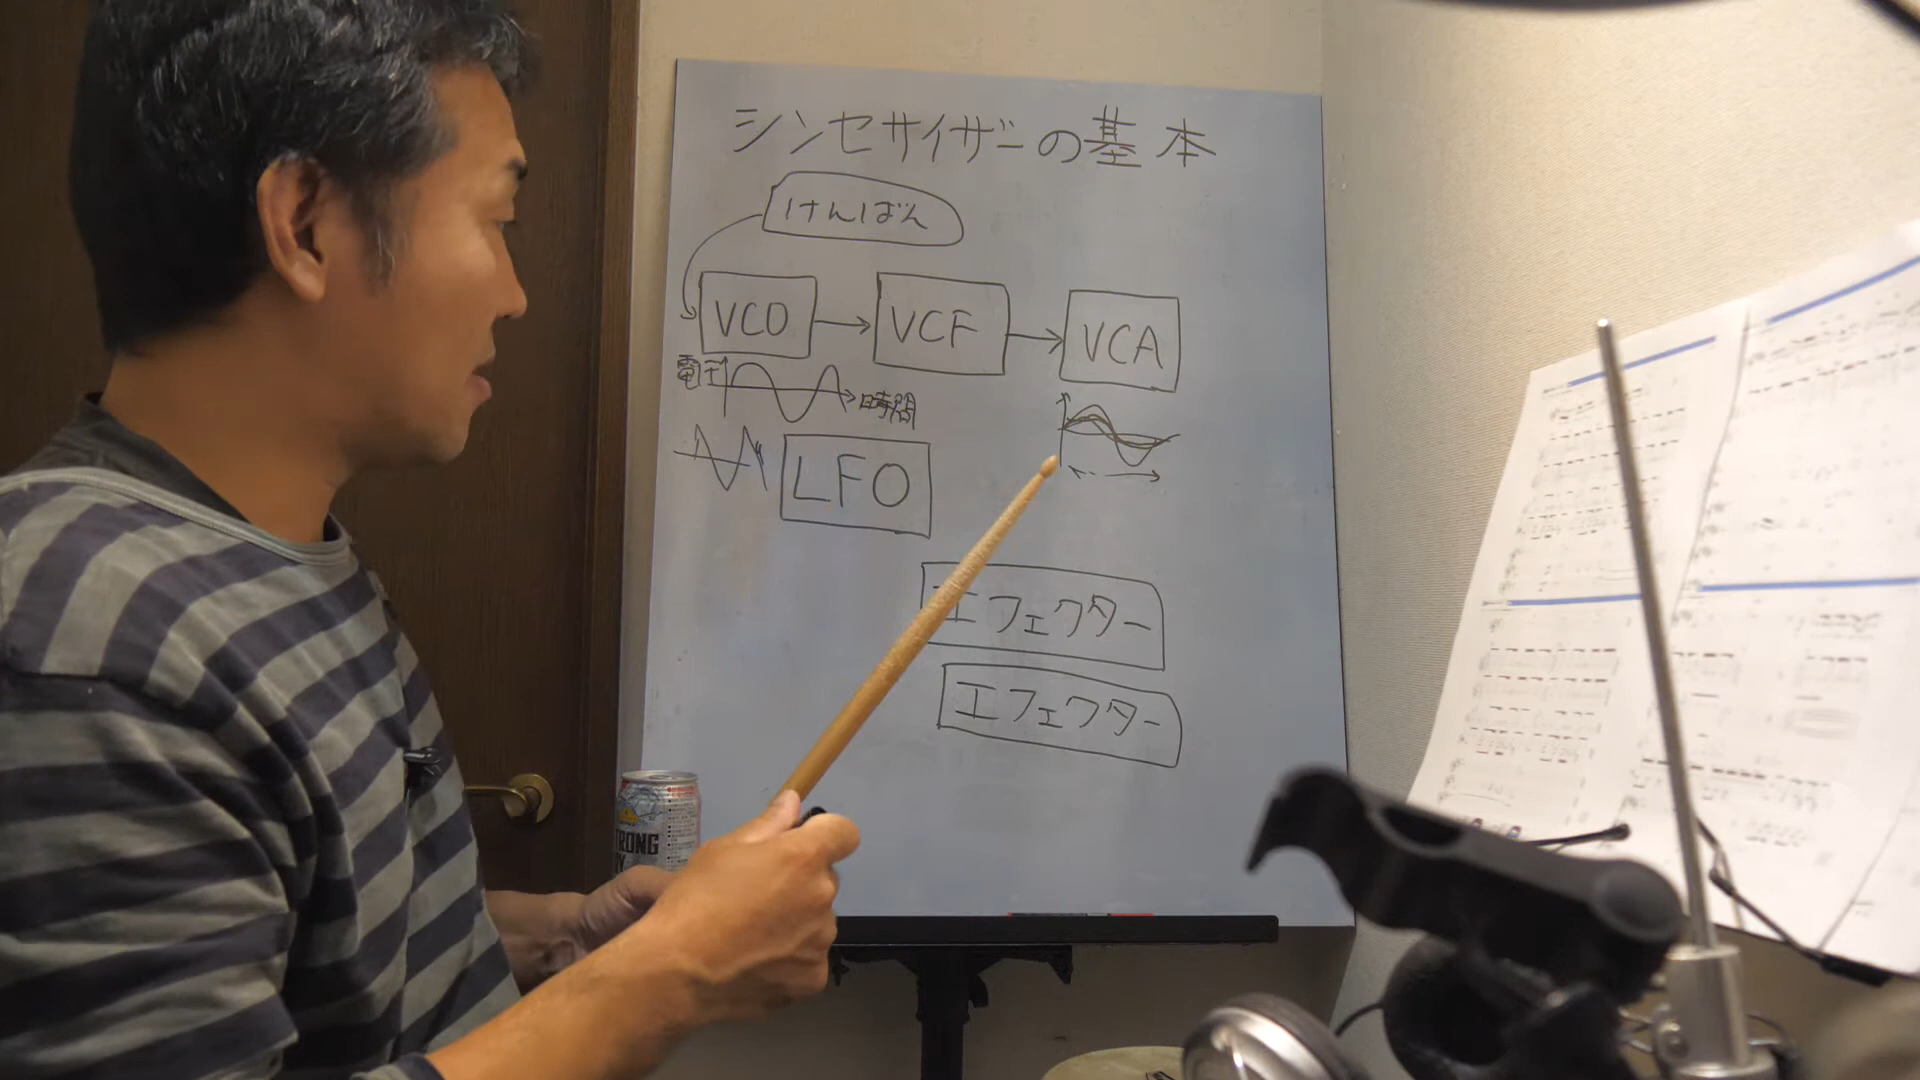 シンセサイザーの基本
けんばん
VCO
VCF
VCA
電圧
時間
LFO
エフェクター
エフェクター
TRONG